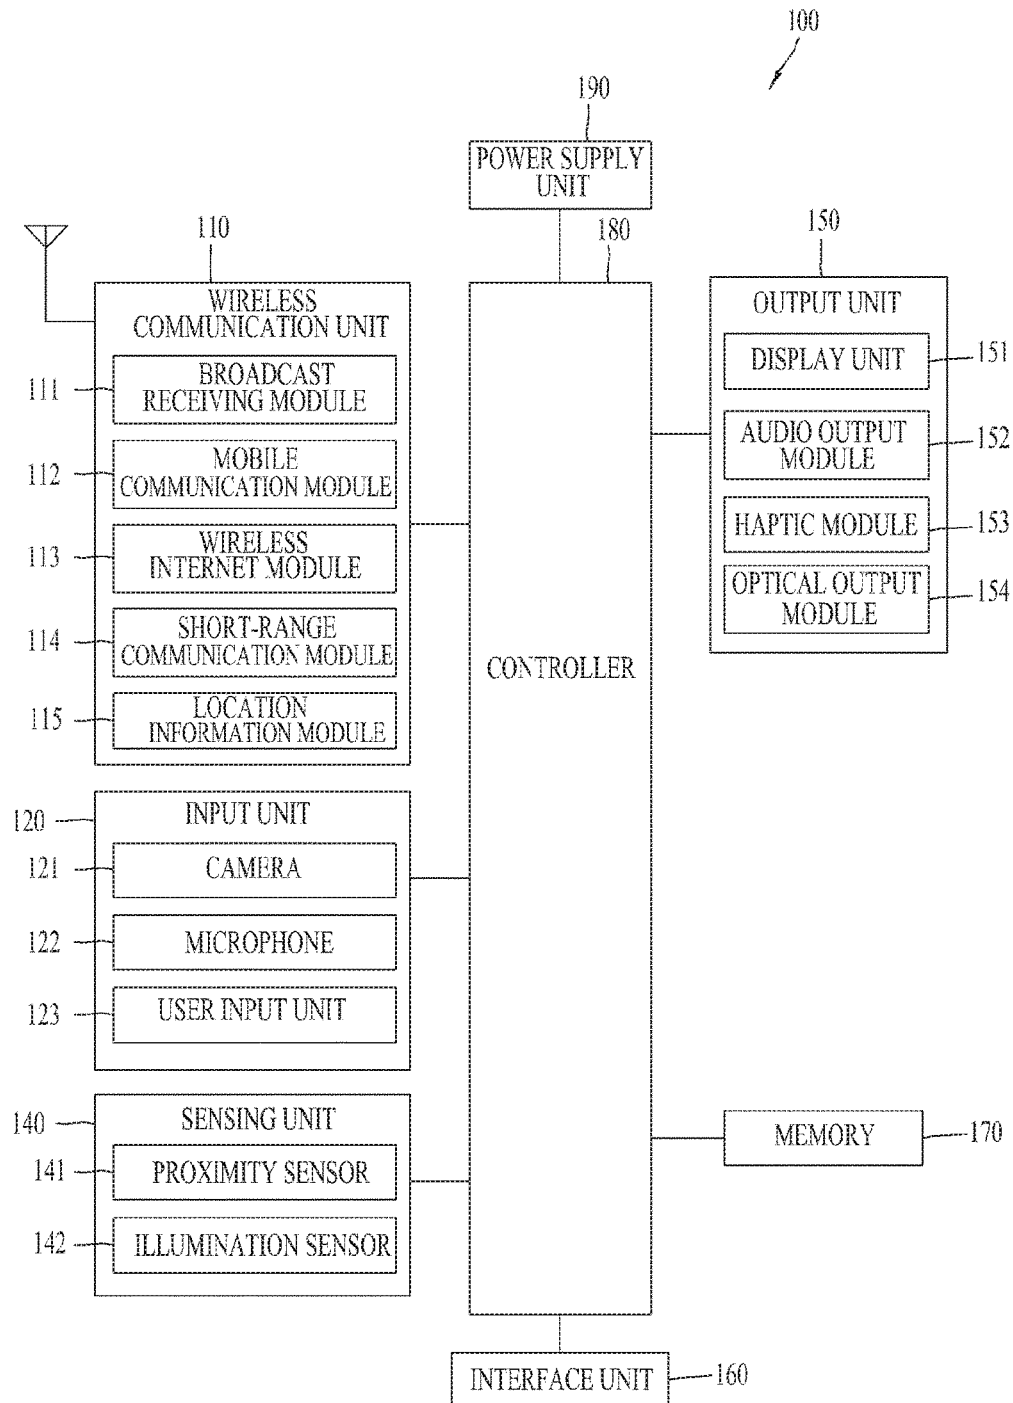 100
190
POWER SUPPLY
UNIT
110
180
150
WIRELESS
COMMUNICATION UNIT
111
BROADCAST
RECEIVING MODULE
112
MOBILE
COMMUNICATION MODULE
113
WIRELESS
INTERNET MODULE
114
SHORT-RANGE
COMMUNICATION MODULE
115
LOCATION
INFORMATION MODULE
120
INPUT UNIT
121
CAMERA
122
MICROPHONE
123
USER INPUT UNIT
140
SENSING UNIT
141
PROXIMITY SENSOR
142
ILLUMINATION SENSOR
CONTROLLER
OUTPUT UNIT
DISPLAY UNIT
151
AUDIO OUTPUT
MODULE
152
HAPTIC MODULE
153
OPTICAL OUTPUT
MODULE
154
MEMORY
170
INTERFACE UNIT
160